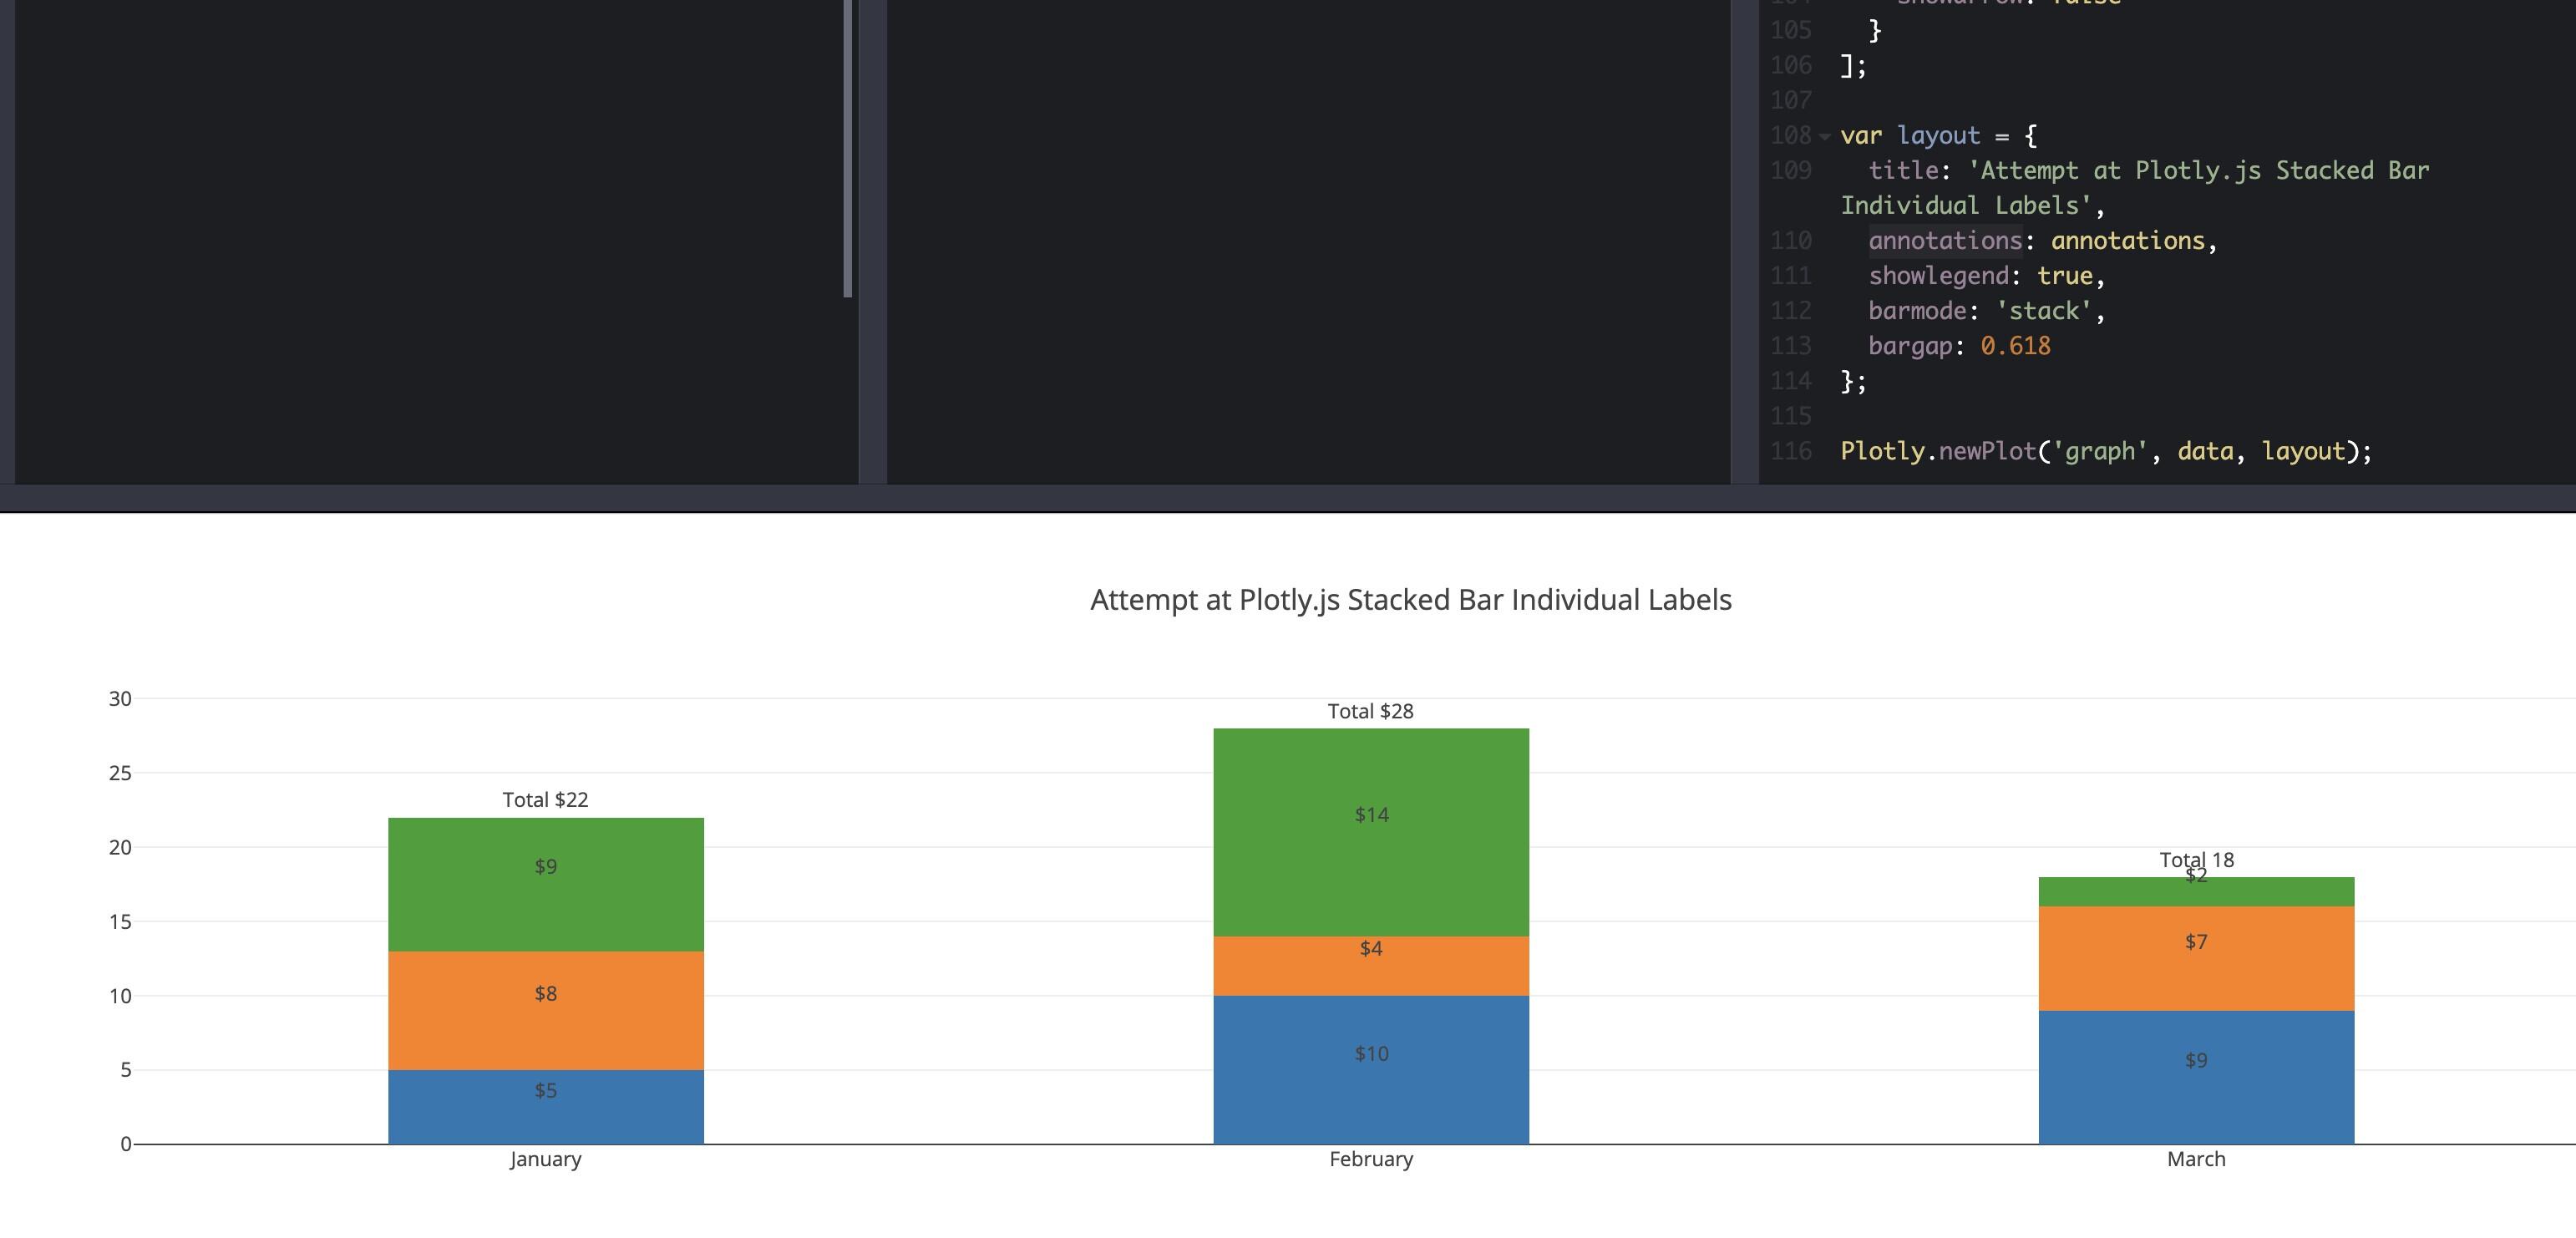 104 showarrow: false
105 }
106 ];
107
108 var layout = {
109 title: 'Attempt at Plotly.js Stacked Bar
Individual Labels',
110 annotations: annotations,
111 showlegend: true,
112 barmode: 'stack',
113 bargap: 0.618
114 };
115
116 Plotly.newPlot('graph', data, layout);
Attempt at Plotly.js Stacked Bar Individual Labels
30
Total $28
25
Total $22
$14
20
Total 18
$9
$2
15
$4
$7
10
$8
$10
$9
5
$5
0
January February March